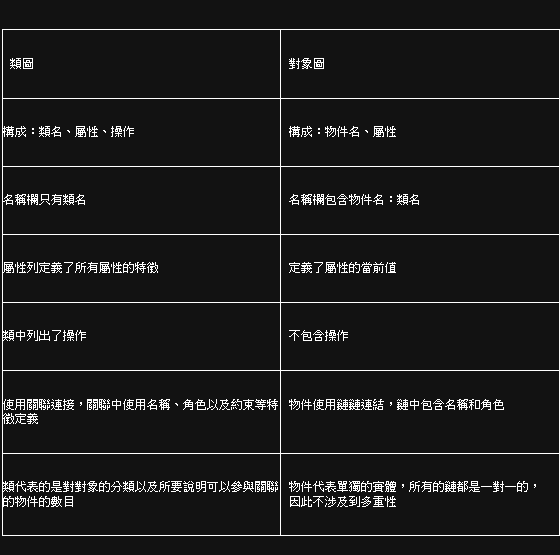 類圖
對象圖
構成：類名、屬性、操作
構成：物件名、屬性
名稱欄只有類名
名稱欄包含物件名：類名
屬性列定義了所有屬性的特徵
定義了屬性的當前值
類中列出了操作
不包含操作
使用關聯連接，關聯中使用名稱、角色以及約束等特
徵定義
物件使用鏈鏈連結，鏈中包含名稱和角色
類代表的是對對象的分類以及所要說明可以參與關聯
的物件的數目
物件代表單獨的實體，所有的鏈都是一對一的，
因此不涉及到多重性